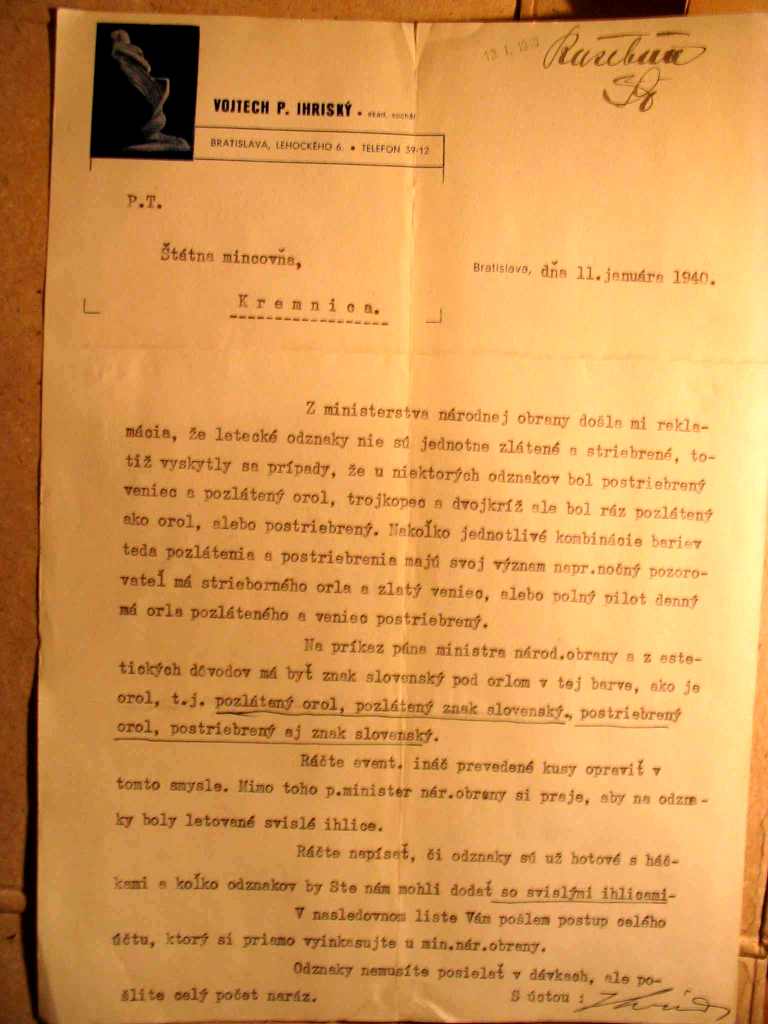 VOJTECH P. IHRISKÝ • akad. sochár
BRATISLAVA, LEHOCKÉHO 6. • TELEFON 39-12
P.T.
Štátna mincovňa,
Bratislava, dňa 11.januára 1940.
Kremnica.
Z ministerstva národnej obrany došla mi rekla-
mácia, že letecké odznaky nie sú jednotne zlátené a striebrené, to-
tiž vyskytly sa prípady, že u niektorých odznakov bol postriebrený
veniec a pozlátený orol, trojkopec a dvojkríž ale bol ráz pozlátený
ako orol, alebo postriebrený. Nakoľko jednotlivé kombinácie bariev
teda pozlátenia a postriebrenia majú svoj význam napr.nočný pozoro-
vateľ má strieborného orla a zlatý veniec, alebo polný pilot denný
má orla pozláteného a veniec postriebrený.
Na príkaz pána ministra národ.obrany a z este-
tických dôvodov má byť znak slovenský pod orlom v tej barve, ako je
orol, t.j. pozlátený orol, pozlátený znak slovenský., postriebrený
orol, postriebrený aj znak slovenský.
Ráčte event. ináč prevedené kusy opraviť v
tomto smysle. Mimo toho p.minister nár.obrany si praje, aby na odzna-
ky boly letované svislé ihlice.
Ráčte napísať, či odznaky sú už hotové s háč-
kami a koľko odznakov by Ste nám mohli dodať so svislými ihlicami-
V nasledovnom liste Vám pošlem postup celého
účtu, ktorý si priamo vyinkasujte u min.nár.obrany.
Odznaky nemusíte posielať v dávkach, ale po-
šlite celý počet naráz.
S úctou :